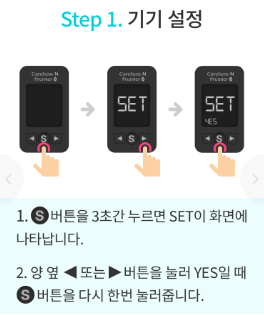 Step 1. 기기 설정
CareSens N CareSens N CareSens N
Premier Premier Premier
SET SET
YES
◀ S ▶ ◀ S ▶ ◀ S ▶
1. S버튼을 3초간 누르면 SET이 화면에
나타납니다.
2. 양 옆 ◀ 또는 ▶ 버튼을 눌러 YES일 때
S버튼을 다시 한번 눌러줍니다.